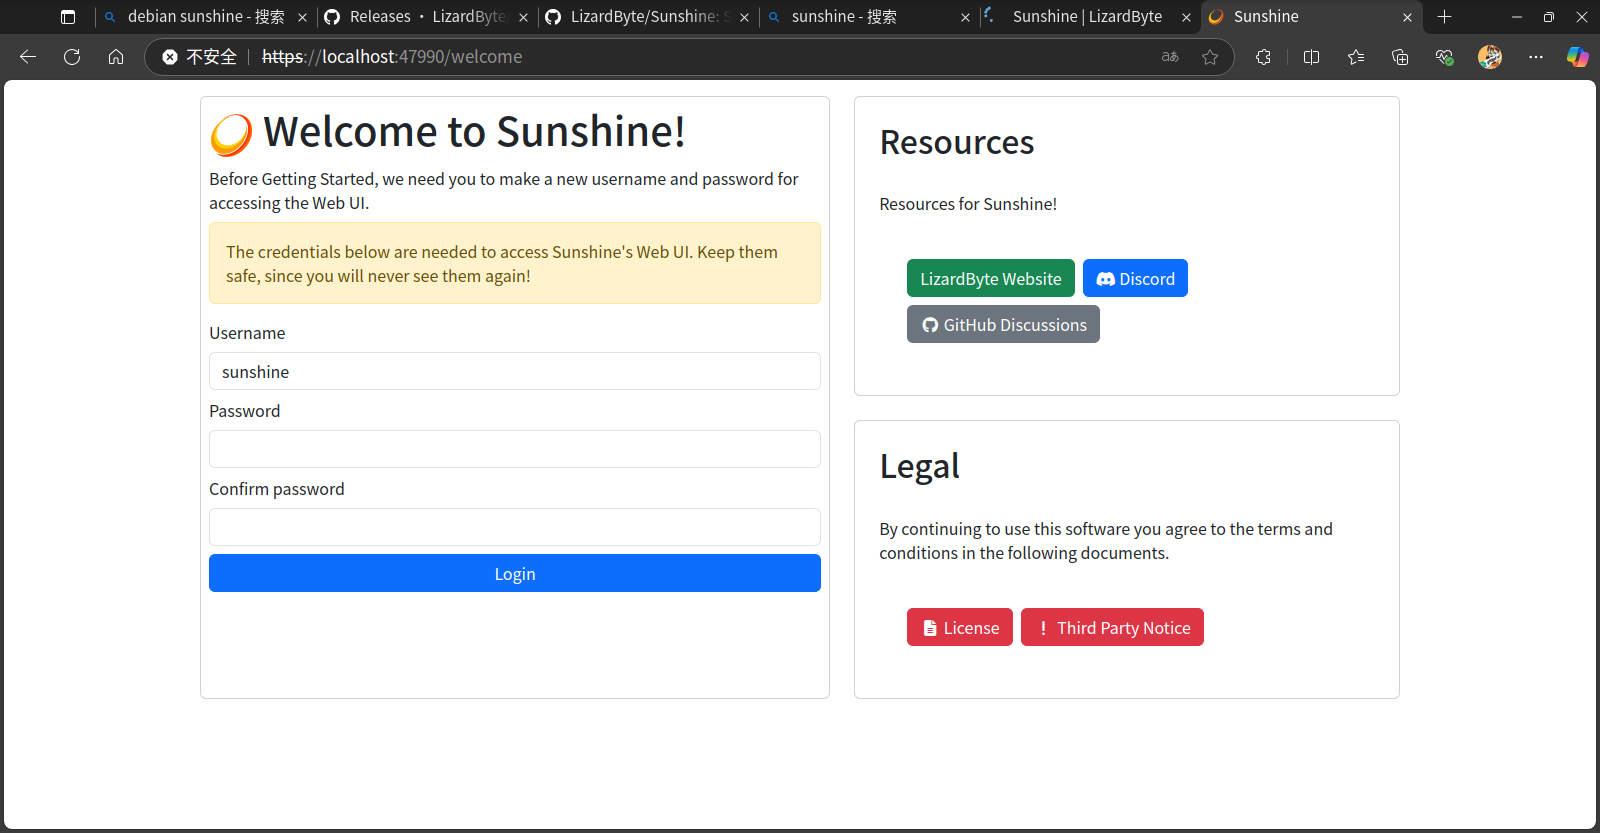 debian sunshine - 搜索
Releases · LizardByte/
LizardByte/Sunshine: S
sunshine - 搜索
Sunshine | LizardByte
Sunshine
不安全
https://localhost:47990/welcome
aあ
Welcome to Sunshine!
Before Getting Started, we need you to make a new username and password for
accessing the Web UI.
The credentials below are needed to access Sunshine's Web UI. Keep them
safe, since you will never see them again!
Username
sunshine
Password
Confirm password
Login
Resources
Resources for Sunshine!
LizardByte Website
Discord
GitHub Discussions
Legal
By continuing to use this software you agree to the terms and
conditions in the following documents.
License
! Third Party Notice